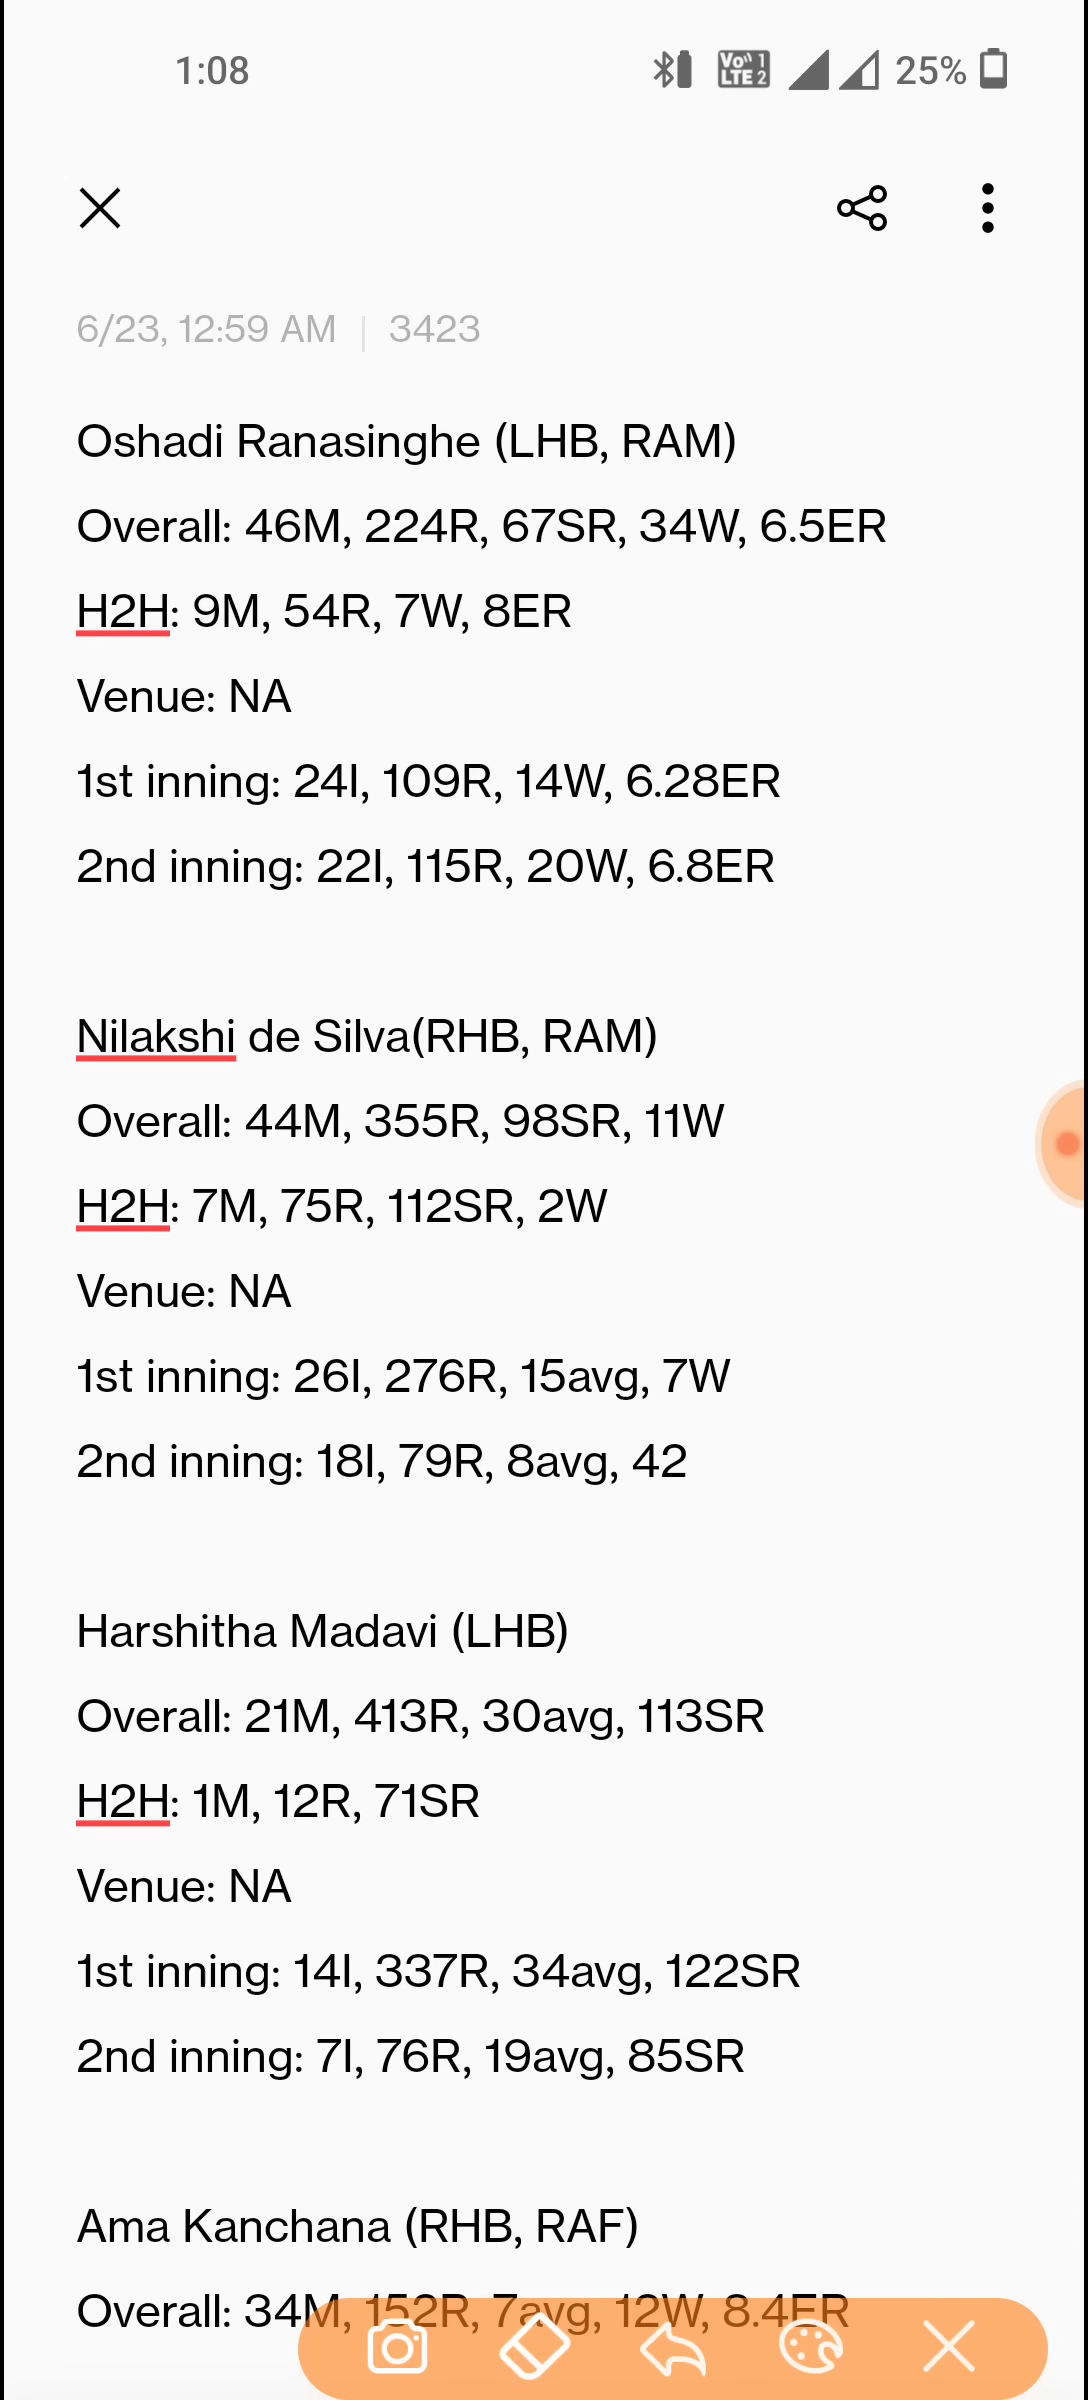 1:08
Vo LTE 1 2
25%
6/23, 12:59 AM | 3423
Oshadi Ranasinghe (LHB, RAM)
Overall: 46M, 224R, 67SR, 34W, 6.5ER
H2H: 9M, 54R, 7W, 8ER
Venue: NA
1st inning: 24I, 109R, 14W, 6.28ER
2nd inning: 22I, 115R, 20W, 6.8ER
Nilakshi de Silva(RHB, RAM)
Overall: 44M, 355R, 98SR, 11W
H2H: 7M, 75R, 112SR, 2W
Venue: NA
1st inning: 26I, 276R, 15avg, 7W
2nd inning: 18I, 79R, 8avg, 42
Harshitha Madavi (LHB)
Overall: 21M, 413R, 30avg, 113SR
H2H: 1M, 12R, 71SR
Venue: NA
1st inning: 14I, 337R, 34avg, 122SR
2nd inning: 7I, 76R, 19avg, 85SR
Ama Kanchana (RHB, RAF)
Overall: 34M, 152R, 7avg, 12W, 8.4ER